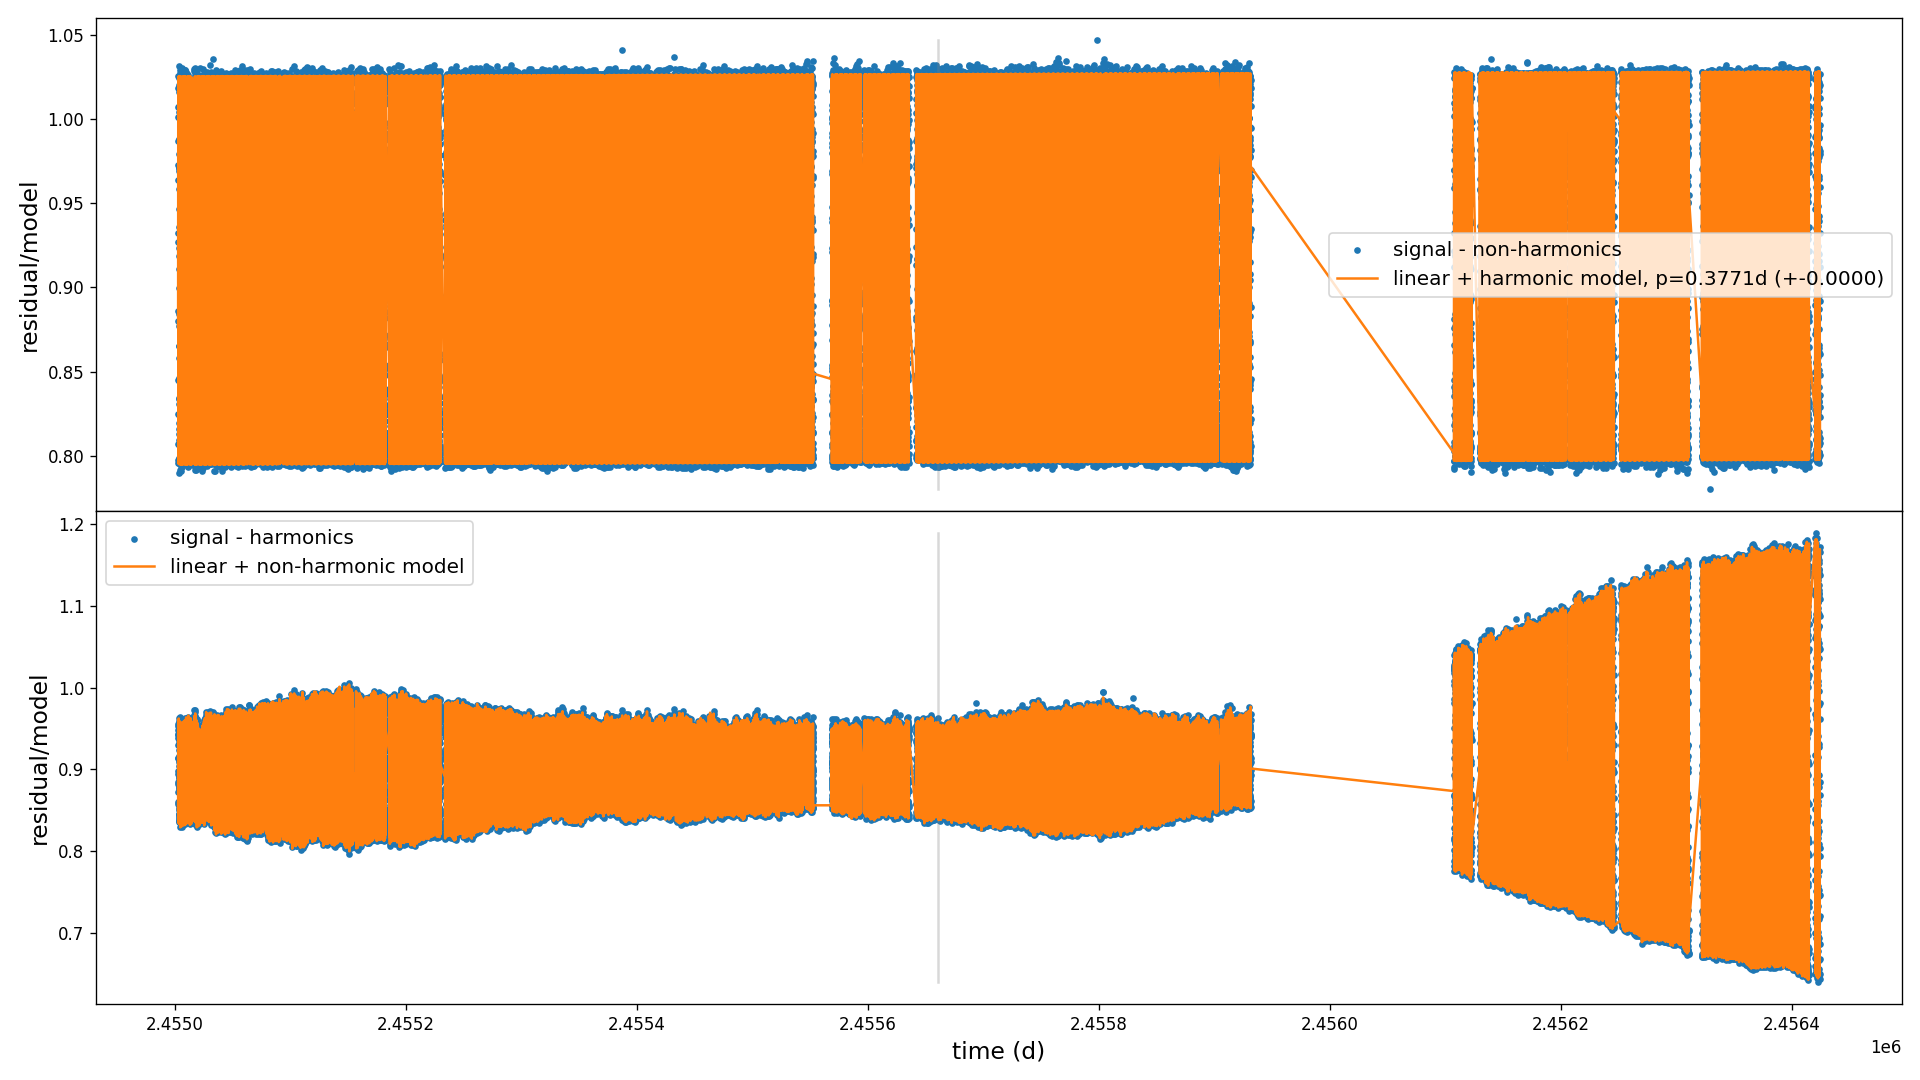 1.05
1.00
0.95
0.90
0.85
0.80
residual/model
signal - non-harmonics
linear + harmonic model, p=0.3771d (+-0.0000)
1.2
1.1
1.0
0.9
0.8
0.7
residual/model
signal - harmonics
linear + non-harmonic model
2.4550
2.4552
2.4554
2.4556
2.4558
2.4560
2.4562
2.4564
1e6
time (d)